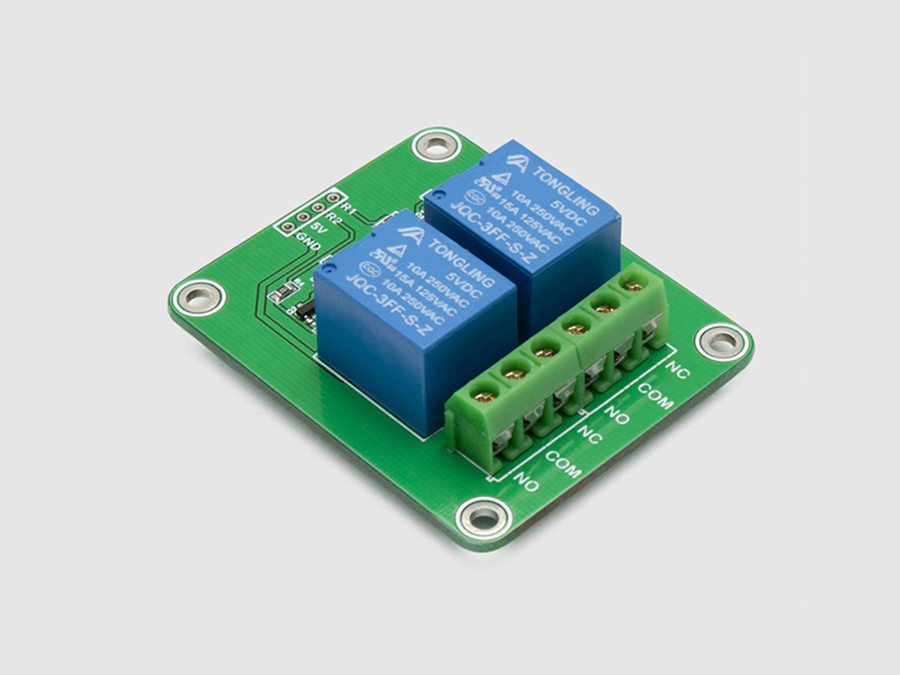 R1
R2
5V
GND
TONGLING
5VDC
10A 250VAC
15A 125VAC
10A 250VAC
JQC-3FF-S-Z
TONGLING
5VDC
10A 250VAC
15A 125VAC
10A 250VAC
JQC-3FF-S-Z
NC
COM
NO
NC
COM
NO